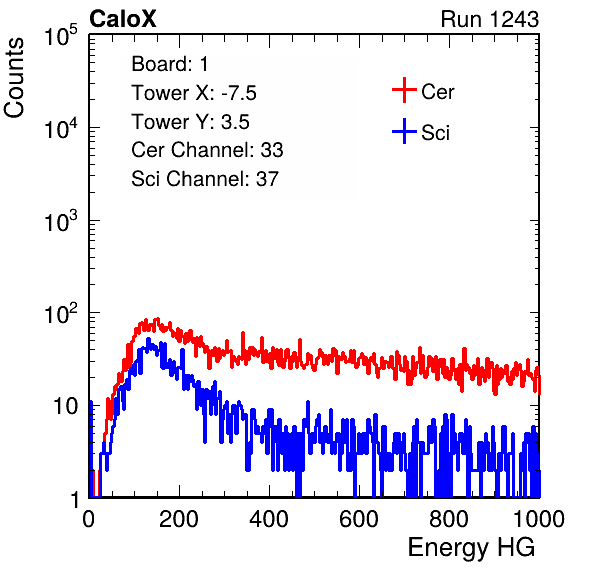 CaloX Run 1243
Counts
Board: 1
Tower X: -7.5
Tower Y: 3.5
Cer Channel: 33
Sci Channel: 37
Cer
Sci
10^5
10^4
10^3
10^2
10
1
0 200 400 600 800 1000
Energy HG